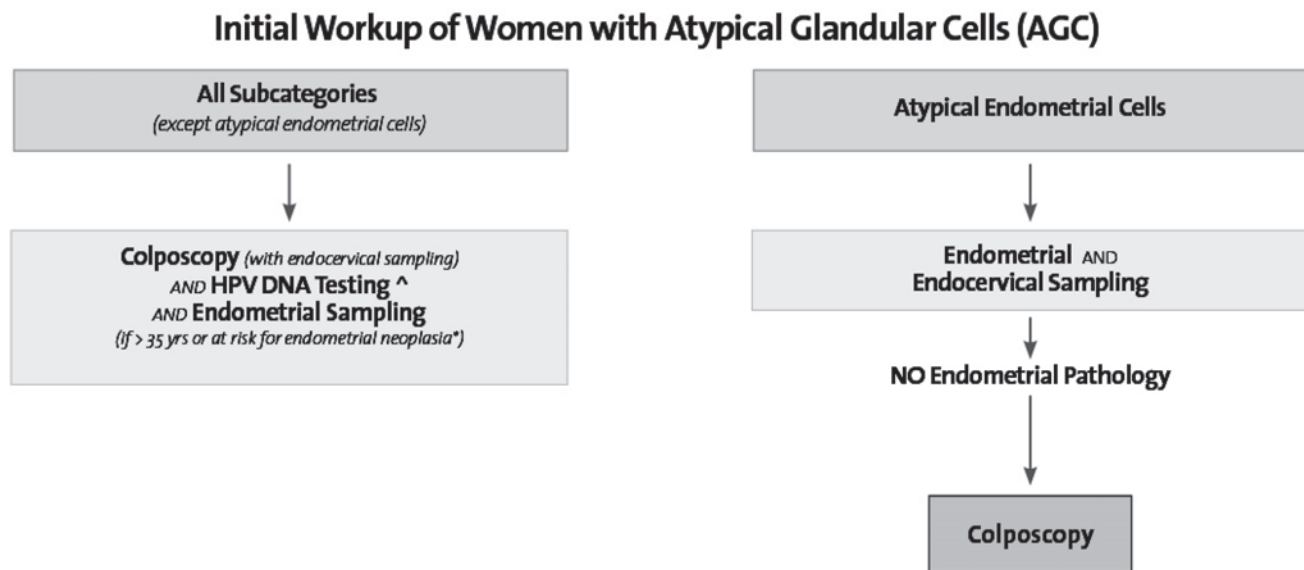 Initial Workup of Women with Atypical Glandular Cells (AGC)
All Subcategories
(except atypical endometrial cells)
Colposcopy (with endocervical sampling)
AND HPV DNA Testing ^
AND Endometrial Sampling
(if > 35 yrs or at risk for endometrial neoplasia*)
Atypical Endometrial Cells
Endometrial AND
Endocervical Sampling
NO Endometrial Pathology
Colposcopy